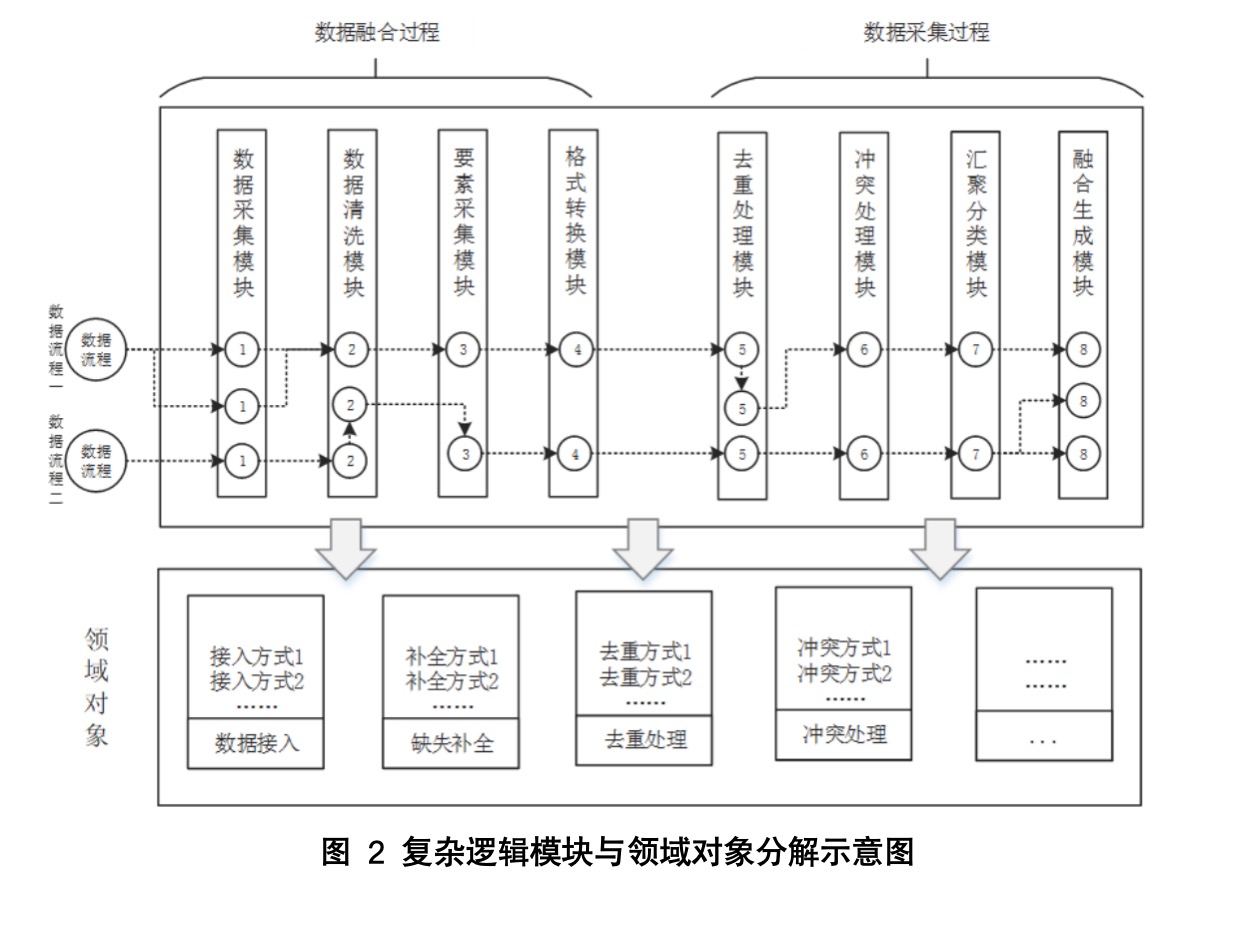 数据融合过程
数据采集过程
数据采集模块
数据清洗模块
要素采集模块
格式转换模块
去重处理模块
冲突处理模块
汇聚分类模块
融合生成模块
数据流程一
数据
流程
1
2
3
4
5
6
7
8
1
2
5
8
数据流程二
数据
流程
1
2
3
4
5
6
7
8
领域对象
接入方式1
接入方式2
……
数据接入
补全方式1
补全方式2
……
缺失补全
去重方式1
去重方式2
……
去重处理
冲突方式1
冲突方式2
……
冲突处理
……
……
...
图 2 复杂逻辑模块与领域对象分解示意图